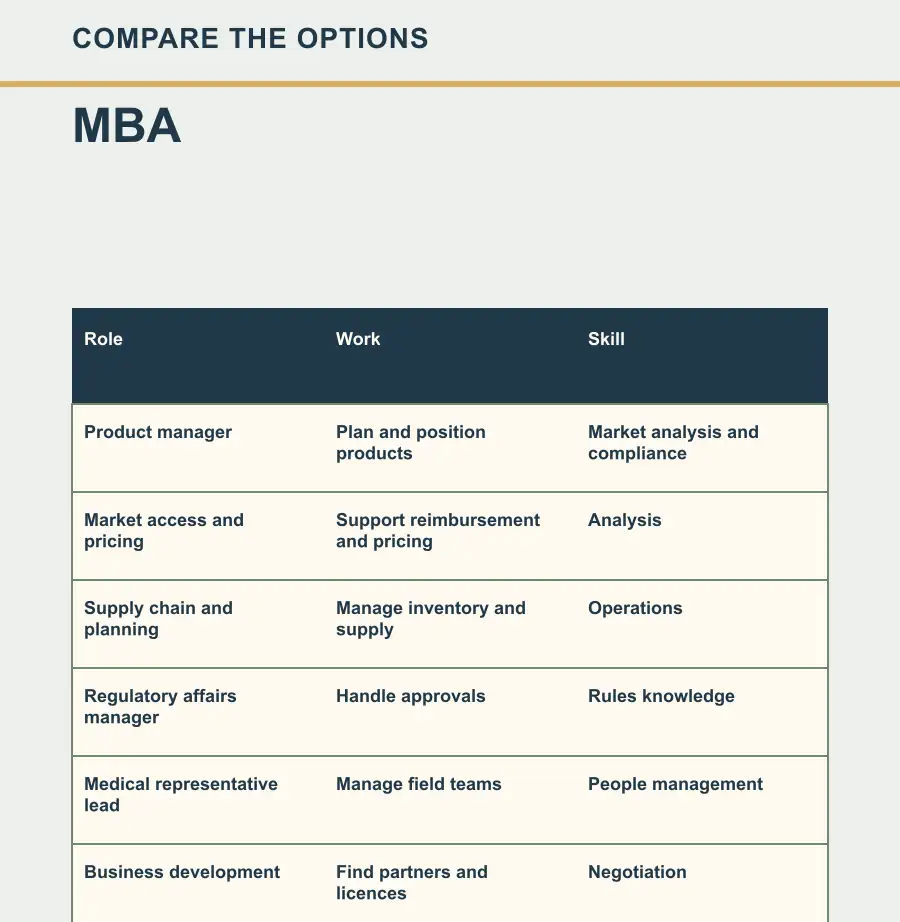 COMPARE THE OPTIONS
MBA
Role Work Skill
Product manager Plan and position Market analysis and
products compliance
Market access and Support reimbursement Analysis
pricing and pricing
Supply chain and Manage inventory and Operations
planning supply
Regulatory affairs Handle approvals Rules knowledge
manager
Medical representative Manage field teams People management
lead
Business development Find partners and Negotiation
licences